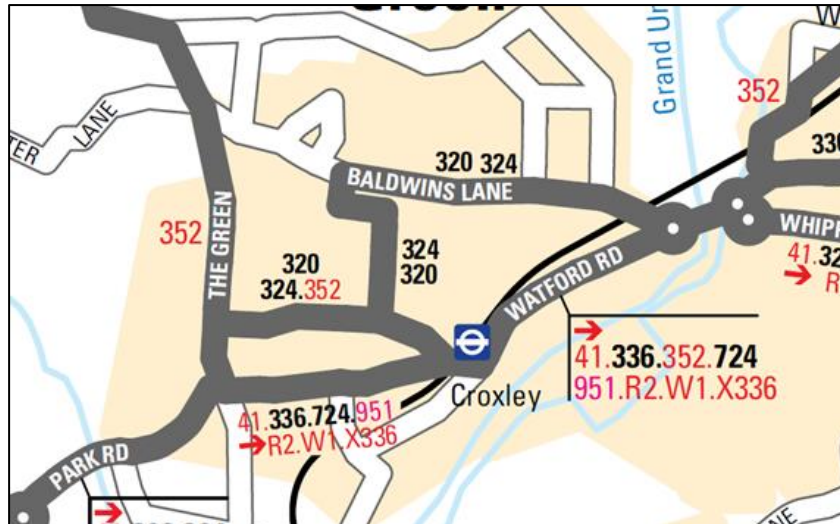 Grand Un
352
LANE
TER
320 324
BALDWINS LANE
330
THE GREEN
352
320
324.352
324
320
WATFORD RD
WHIPP
41.32
R
41.336.352.724
951.R2.W1.X336
Croxley
41.336.724.951
R2.W1.X336
PARK RD
NE